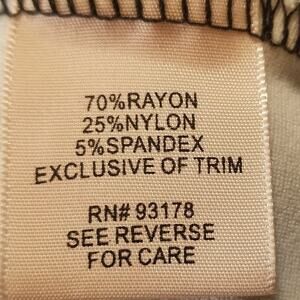 70%RAYON
25%NYLON
5%SPANDEX
EXCLUSIVE OF TRIM
RN# 93178
SEE REVERSE
FOR CARE